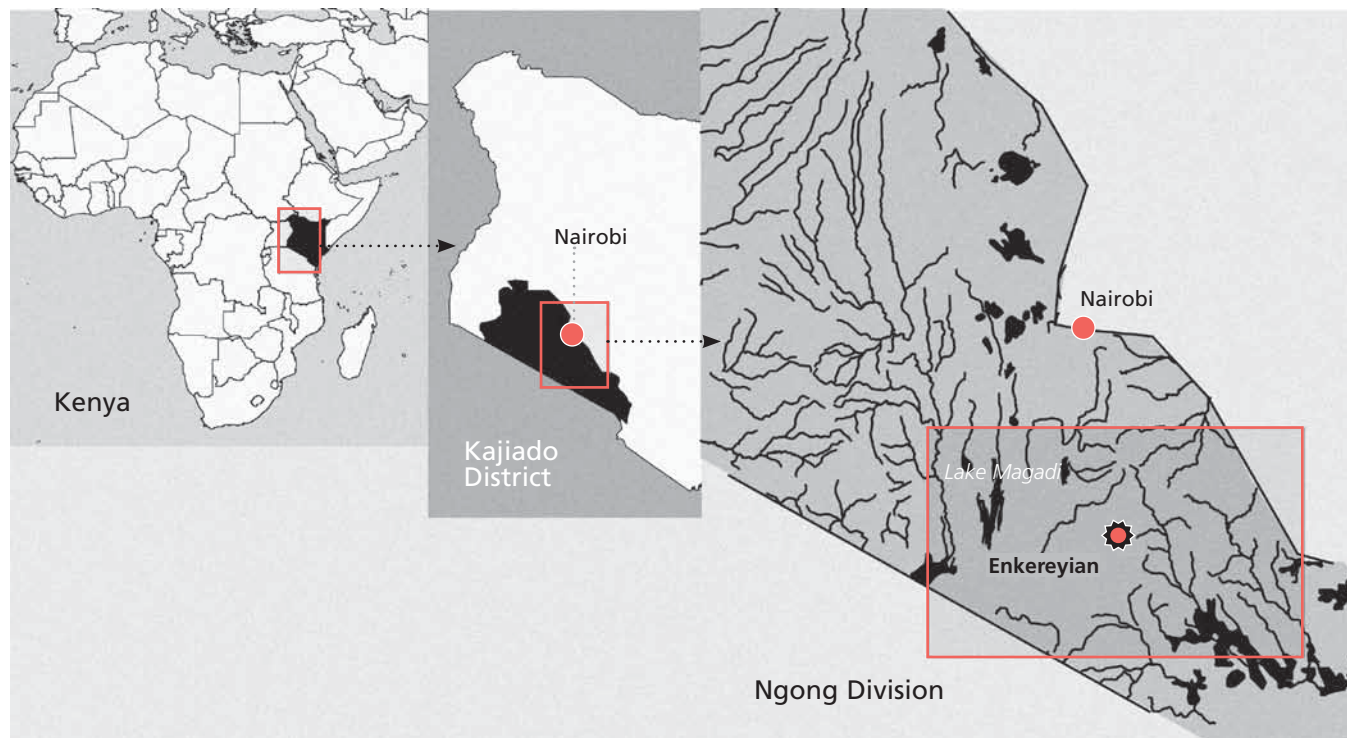 Kenya
Nairobi
Kajiado
District
Nairobi
Lake Magadi
Enkereyian
Ngong Division